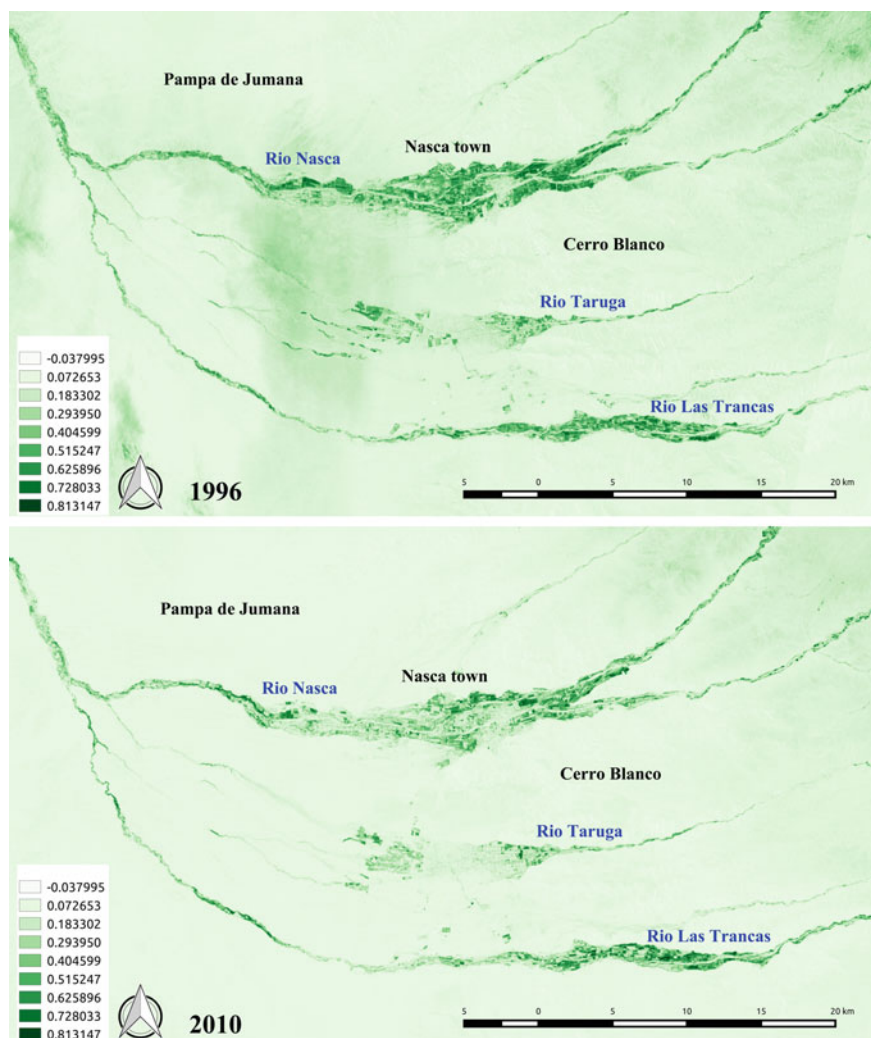 Pampa de Jumana
Rio Nasca
Nasca town
Cerro Blanco
Rio Taruga
Rio Las Trancas
-0.037995
0.072653
0.183302
0.293950
0.404599
0.515247
0.625896
0.728033
0.813147
1996
5 0 5 10 15 20 km
Pampa de Jumana
Rio Nasca
Nasca town
Cerro Blanco
Rio Taruga
Rio Las Trancas
-0.037995
0.072653
0.183302
0.293950
0.404599
0.515247
0.625896
0.728033
0.813147
2010
5 0 5 10 15 20 km